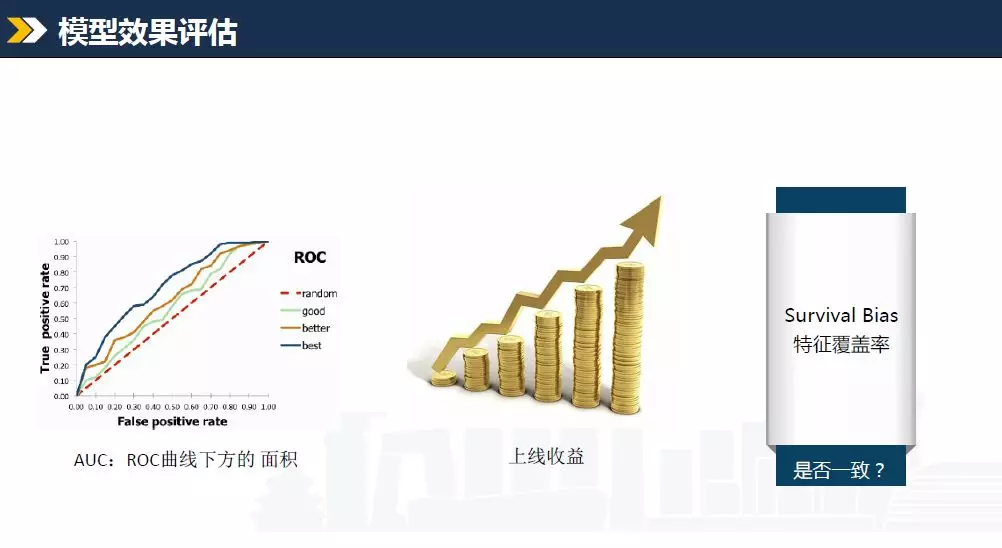 模型效果评估
1.00
0.90
0.80
0.70
0.60
0.50
0.40
0.30
0.20
0.10
0.00
True positive rate
0.00 0.10 0.20 0.30 0.40 0.50 0.60 0.70 0.80 0.90 1.00
False positive rate
ROC
random
good
better
best
AUC：ROC曲线下方的 面积
上线收益
Survival Bias
特征覆盖率
是否一致？